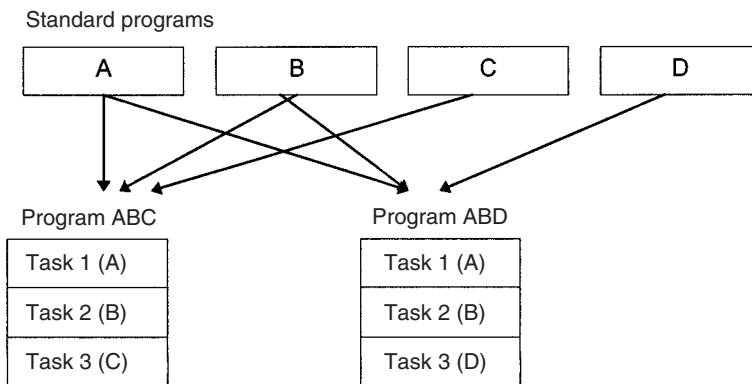 Standard programs
A B C D
Program ABC Program ABD
Task 1 (A) Task 1 (A)
Task 2 (B) Task 2 (B)
Task 3 (C) Task 3 (D)